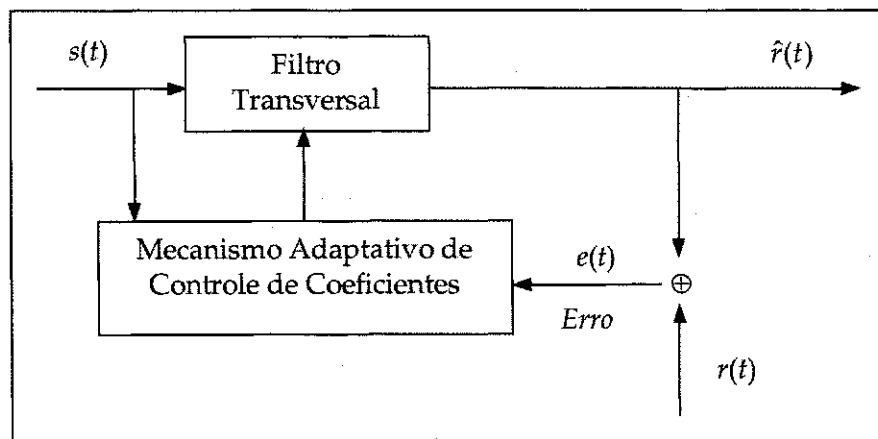 s(t)
Filtro
Transversal
r̂(t)
Mecanismo Adaptativo de
Controle de Coeficientes
e(t)
⊕
Erro
r(t)